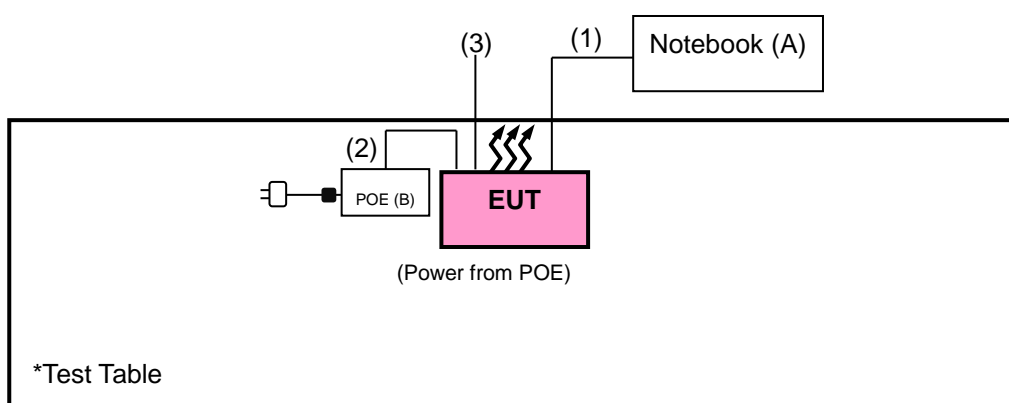 (3)
(1)
Notebook (A)
(2)
POE (B)
EUT
(Power from POE)
*Test Table